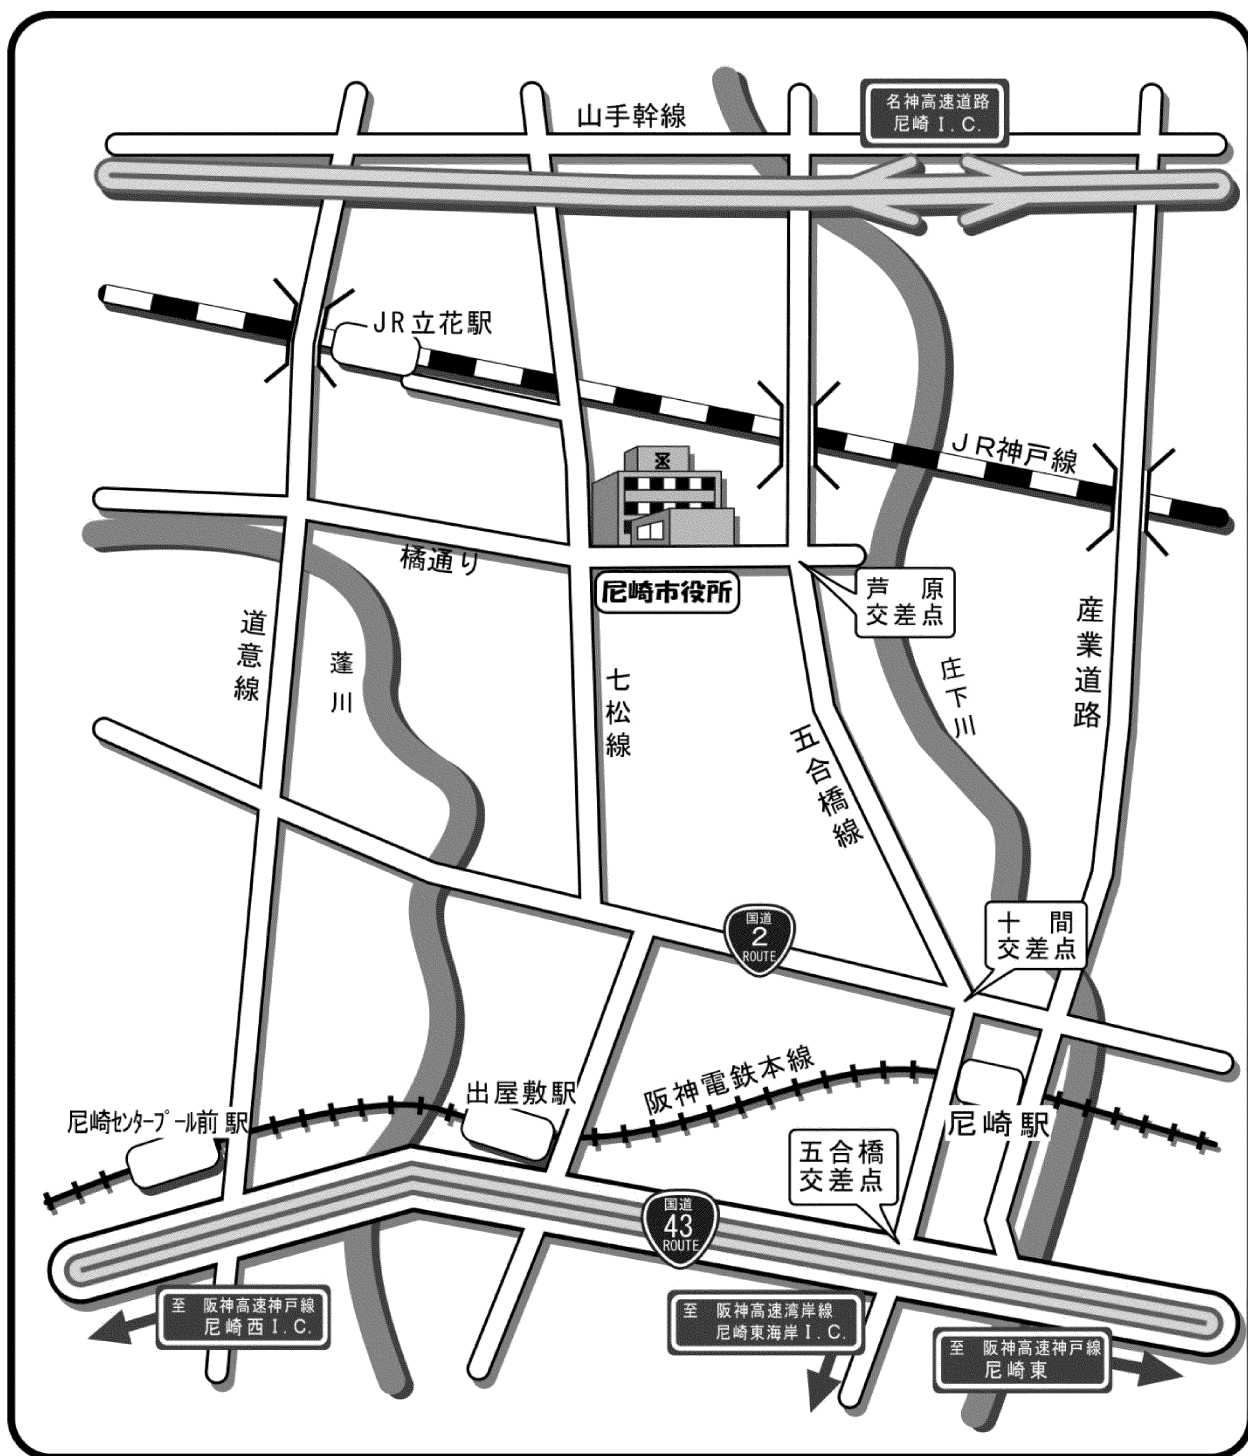 山手幹線
名神高速道路
尼崎I.C.
JR立花駅
JR神戸線
橘通り
尼崎市役所
芦原
交差点
道意線
蓬川
七松線
五合橋線
庄下川
産業道路
十間
交差点
国道
2
ROUTE
阪神電鉄本線
出屋敷駅
尼崎センタープール前駅
尼崎駅
五合橋
交差点
国道
43
ROUTE
至 阪神高速神戸線
尼崎西I.C.
至 阪神高速湾岸線
尼崎東海岸I.C.
至 阪神高速神戸線
尼崎東